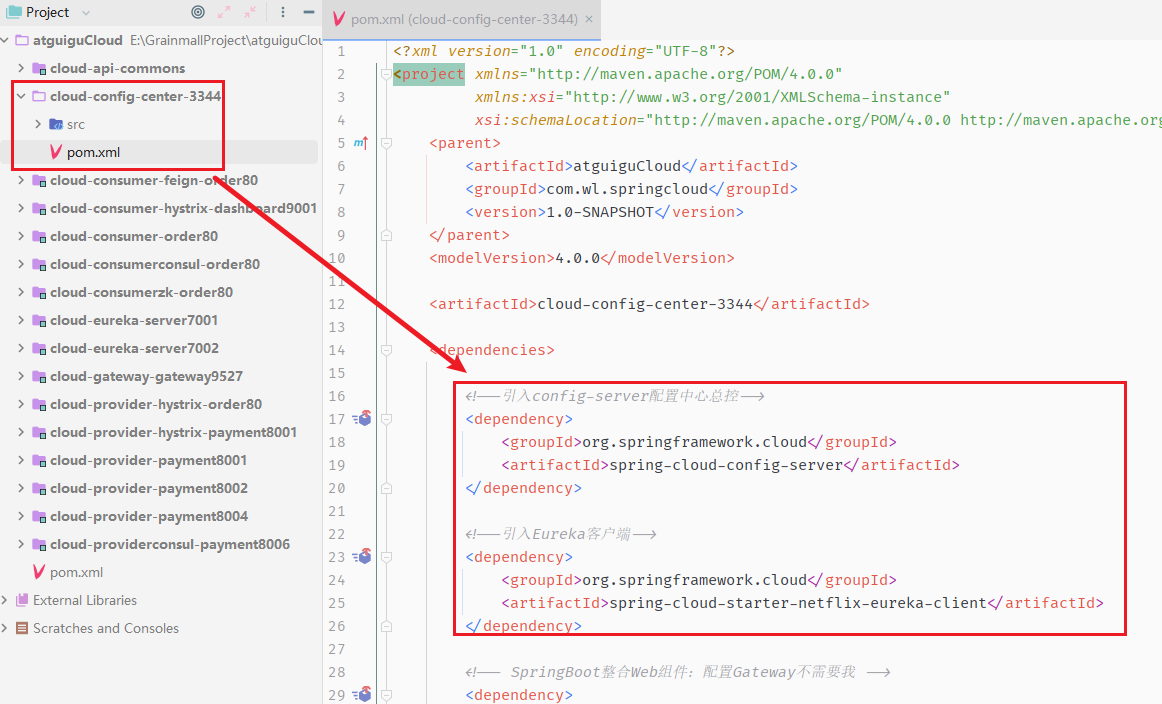 Project
atguiguCloud E:\GrainmallProject\atguiguClou
cloud-api-commons
cloud-config-center-3344
src
pom.xml
cloud-consumer-feign-order80
cloud-consumer-hystrix-dashboard9001
cloud-consumer-order80
cloud-consumerconsul-order80
cloud-consumerzk-order80
cloud-eureka-server7001
cloud-eureka-server7002
cloud-gateway-gateway9527
cloud-provider-hystrix-order80
cloud-provider-hystrix-payment8001
cloud-provider-payment8001
cloud-provider-payment8002
cloud-provider-payment8004
cloud-providerconsul-payment8006
pom.xml
External Libraries
Scratches and Consoles
pom.xml (cloud-config-center-3344)
1 <?xml version="1.0" encoding="UTF-8"?>
2 <project xmlns="http://maven.apache.org/POM/4.0.0"
3 xmlns:xsi="http://www.w3.org/2001/XMLSchema-instance"
4 xsi:schemaLocation="http://maven.apache.org/POM/4.0.0 http://maven.apache.org
5 m <parent>
6 <artifactId>atguiguCloud</artifactId>
7 <groupId>com.wl.springcloud</groupId>
8 <version>1.0-SNAPSHOT</version>
9 </parent>
10 <modelVersion>4.0.0</modelVersion>
11
12 <artifactId>cloud-config-center-3344</artifactId>
13
14 <dependencies>
15
16 <!--引入config-server配置中心总控-->
17 <dependency>
18 <groupId>org.springframework.cloud</groupId>
19 <artifactId>spring-cloud-config-server</artifactId>
20 </dependency>
21
22 <!--引入Eureka客户端-->
23 <dependency>
24 <groupId>org.springframework.cloud</groupId>
25 <artifactId>spring-cloud-starter-netflix-eureka-client</artifactId>
26 </dependency>
27
28 <!-- SpringBoot整合Web组件：配置Gateway不需要我 -->
29 <dependency>